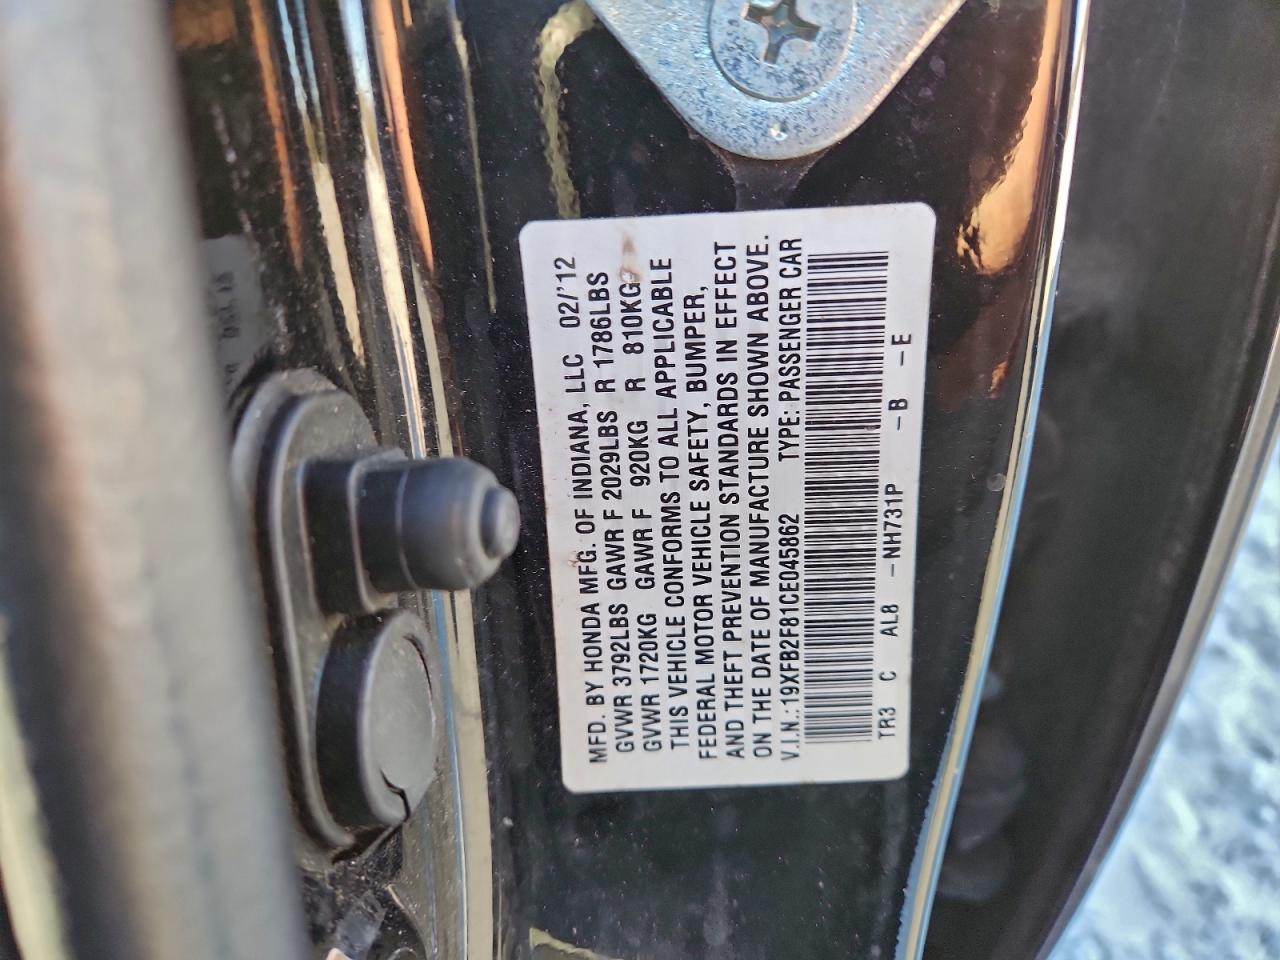 MFD. BY HONDA MFG. OF INDIANA, LLC 02/'12
GVWR 3792LBS GAWR F 2029LBS R 1786LBS
GVWR 1720KG GAWR F 920KG R 810KG
THIS VEHICLE CONFORMS TO ALL APPLICABLE
FEDERAL MOTOR VEHICLE SAFETY, BUMPER,
AND THEFT PREVENTION STANDARDS IN EFFECT
ON THE DATE OF MANUFACTURE SHOWN ABOVE.
V.I.N.: 19XFB2F81CE045862 TYPE: PASSENGER CAR
TR3 C AL8 -NH731P -B -E